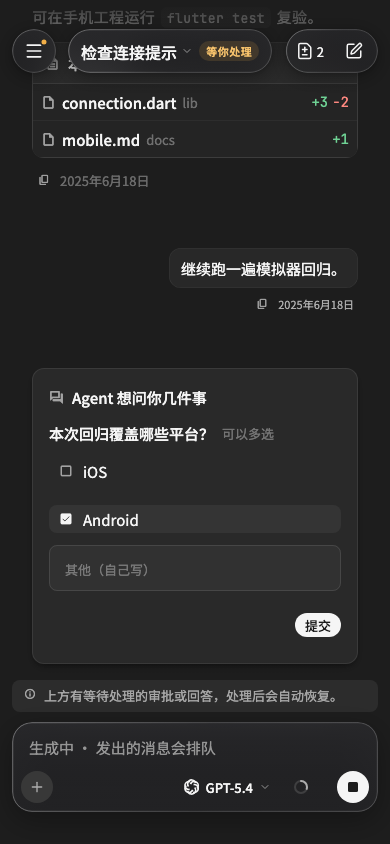 可在手机工程运行 flutter test 复验。
检查连接提示 等你处理 2
connection.dart lib +3 -2
mobile.md docs +1
2025年6月18日
继续跑一遍模拟器回归。
2025年6月18日
Agent 想问你几件事
本次回归覆盖哪些平台？ 可以多选
iOS
Android
其他（自己写）
提交
上方有等待处理的审批或回答，处理后会自动恢复。
生成中 · 发出的消息会排队
GPT-5.4